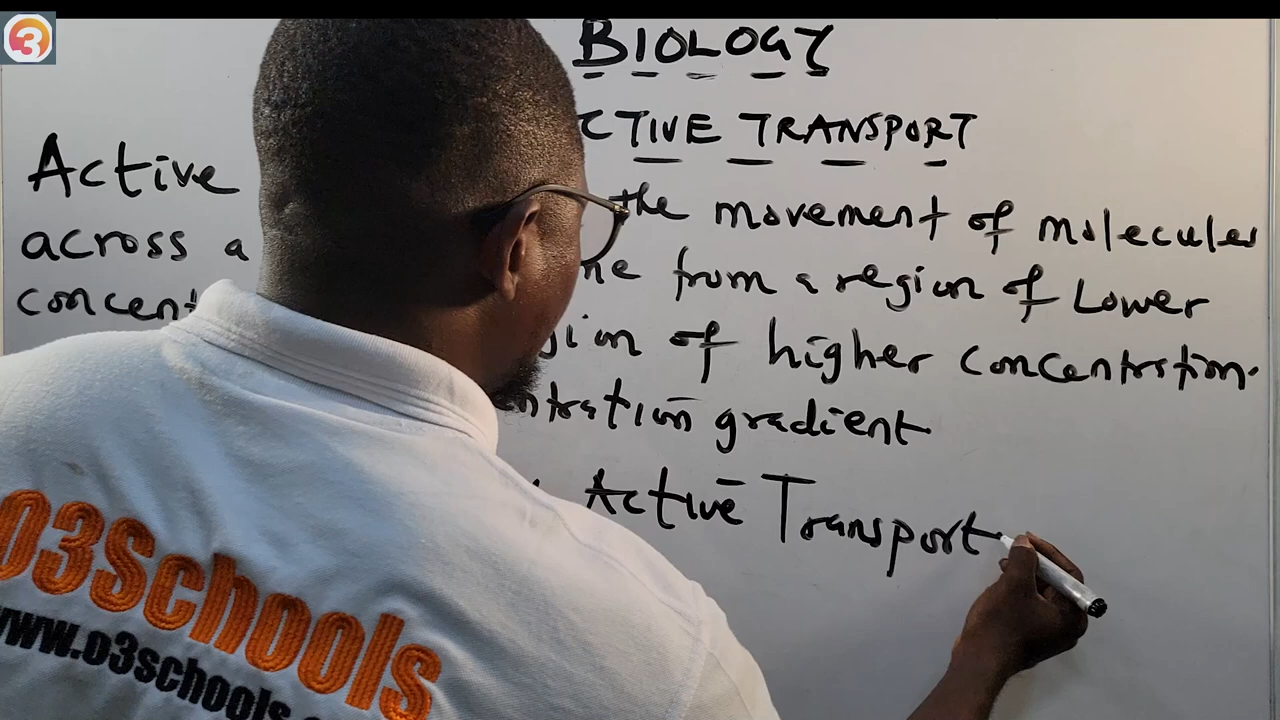 3
BIOLOGY
CTIVE TRANSPORT
Active the movement of molecules
across a ne from a region of Lower
concent gion of higher concentration.
ntration gradient
Active Transport
o3Schools
www.o3schools.